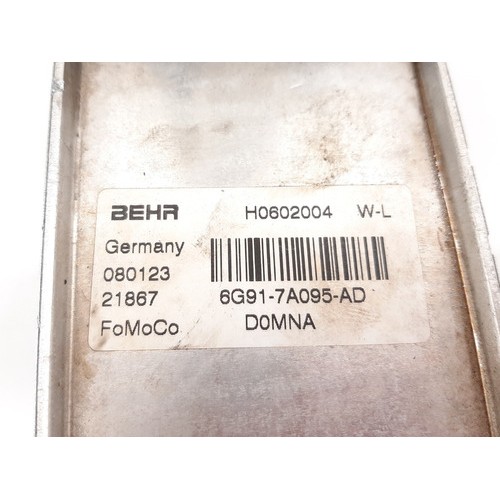 BEHR H0602004 W-L
Germany
080123
21867 6G91-7A095-AD
FoMoCo D0MNA